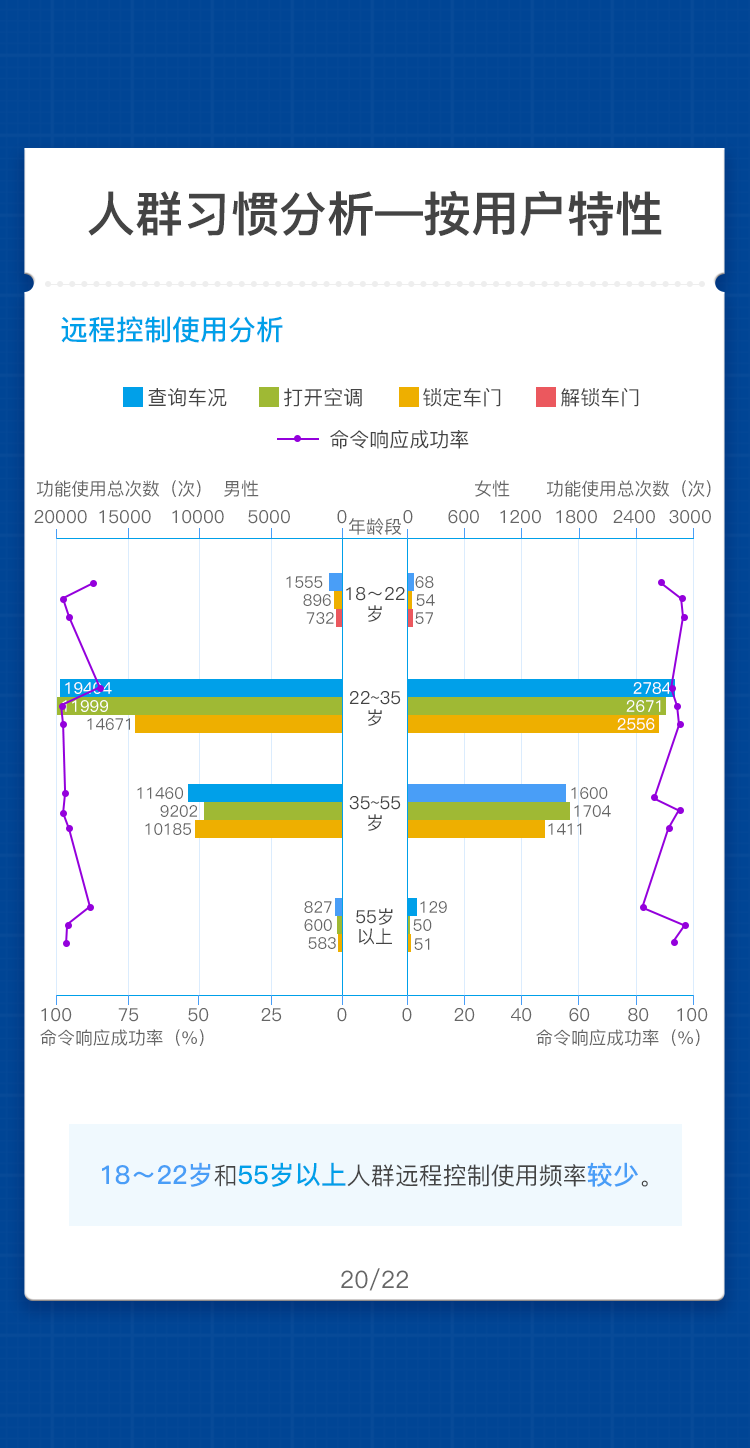 人群习惯分析—按用户特性
远程控制使用分析
查询车况 打开空调 锁定车门 解锁车门
命令响应成功率
功能使用总次数（次） 男性 女性 功能使用总次数（次）
20000 15000 10000 5000 0 年龄段 0 600 1200 1800 2400 3000
1555 18～22岁 68
896 54
732 57
22~35岁 2784
1999 2671
14671 2556
11460 35~55岁 1600
9202 1704
10185 1411
827 55岁以上 129
600 50
583 51
100 75 50 25 0 0 20 40 60 80 100
命令响应成功率（%） 命令响应成功率（%）
18～22岁和55岁以上人群远程控制使用频率较少。
20/22